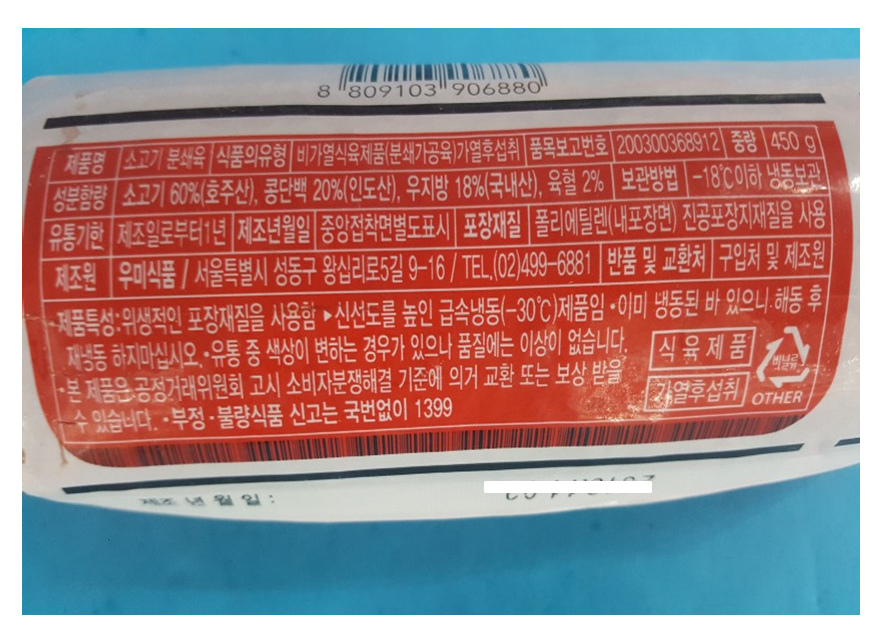 8 809103 906880
제품명 소고기 분쇄육 식품의유형 비가열식육제품(분쇄가공육)가열후섭취 품목보고번호 200300368912 중량 450 g
성분함량 소고기 60%(호주산), 콩단백 20%(인도산), 우지방 18%(국내산), 육혈 2% 보관방법 -18℃이하 냉동보관
유통기한 제조일로부터1년 제조년월일 중앙접착면별도표시 포장재질 폴리에틸렌(내포장면) 진공포장지재질을 사용
제조원 우미식품 / 서울특별시 성동구 왕십리로5길 9-16 / TEL.(02)499-6881 반품 및 교환처 구입처 및 제조원
·제품특성:위생적인 포장재질을 사용함 ▶신선도를 높인 급속냉동(-30℃)제품임 ·이미 냉동된 바 있으니 해동 후
재냉동 하지마십시오. ·유통 중 색상이 변하는 경우가 있으나 품질에는 이상이 없습니다.
·본 제품은 공정거래위원회 고시 소비자분쟁해결 기준에 의거 교환 또는 보상 받을
수 있습니다. ·부정·불량식품 신고는 국번없이 1399
식육제품
가열후섭취
비닐류
OTHER
제조년월일: